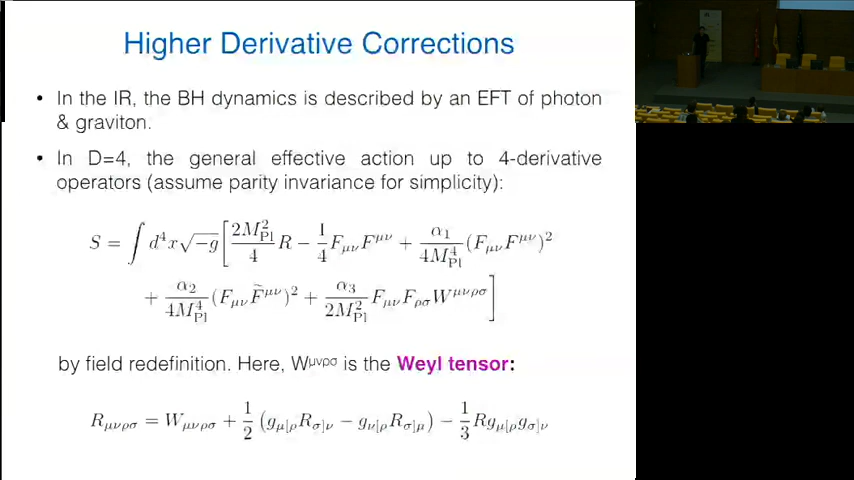 Higher Derivative Corrections
• In the IR, the BH dynamics is described by an EFT of photon
& graviton.
• In D=4, the general effective action up to 4-derivative
operators (assume parity invariance for simplicity):
S = ∫ d⁴x√−g [ 2M²_Pl/4 R − 1/4 F_μν F^μν + α₁/4M⁴_Pl (F_μν F^μν)²
+ α₂/4M⁴_Pl (F_μν F̃^μν)² + α₃/2M²_Pl F_μν F_ρσ W^μνρσ ]
by field redefinition. Here, W^μνρσ is the Weyl tensor:
R_μνρσ = W_μνρσ + 1/2 (g_μ[ρ R_σ]ν − g_ν[ρ R_σ]μ) − 1/3 R g_μ[ρ g_σ]ν